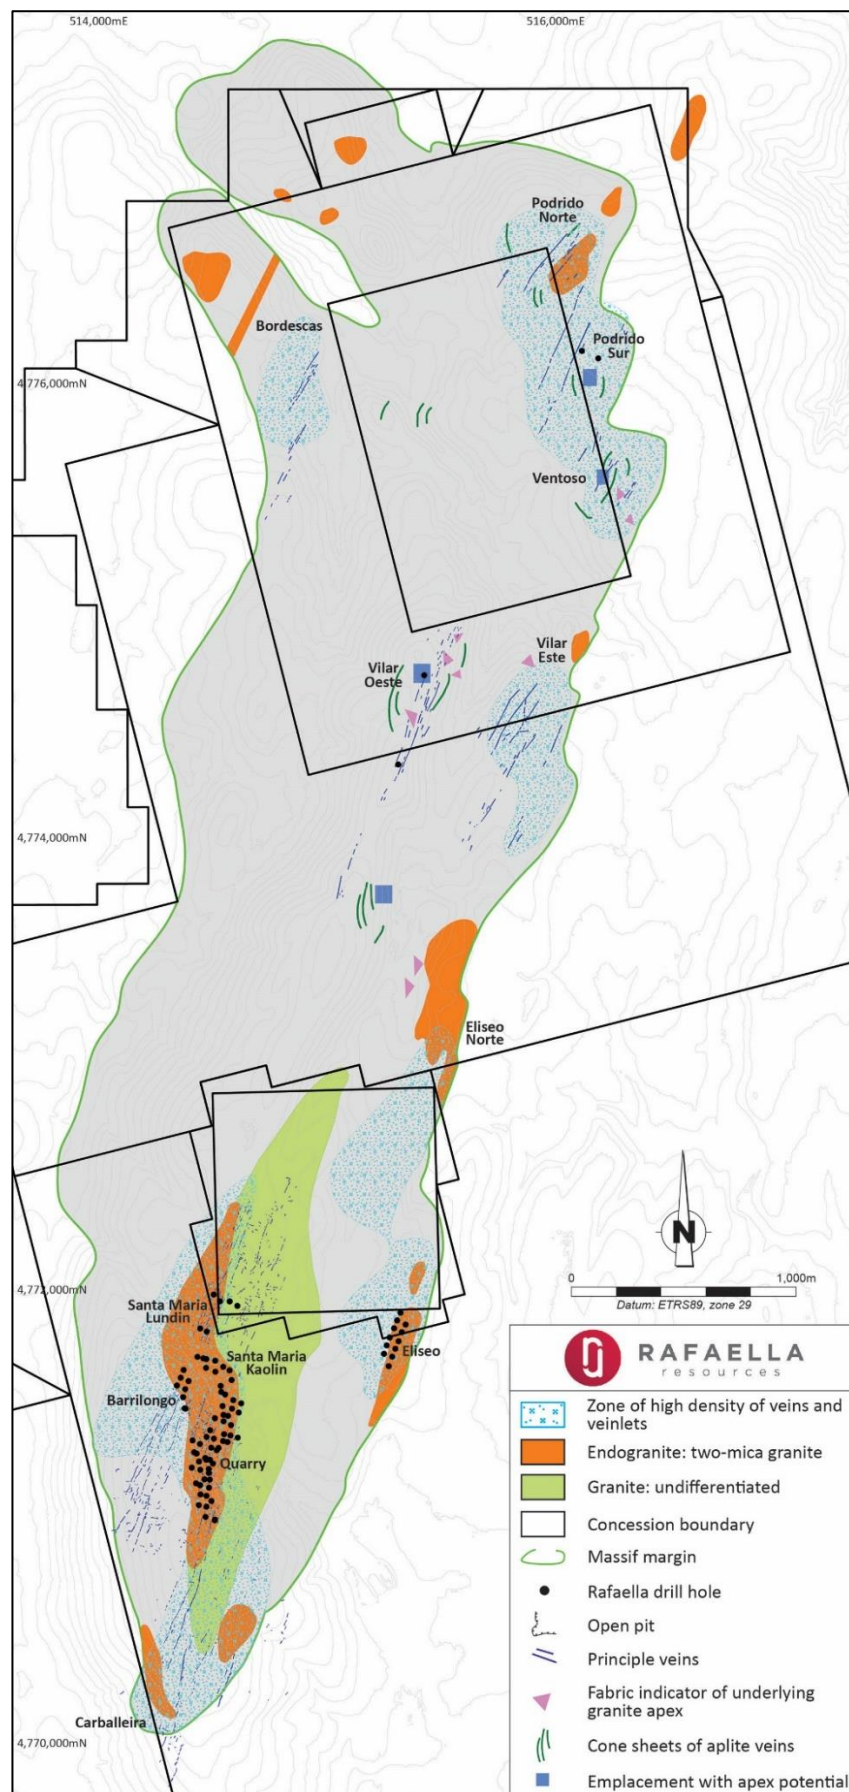 514,000mE
516,000mE
Podrido
Norte
Bordescas
Podrido
Sur
4,776,000mN
Ventoso
Vilar
Este
Vilar
Oeste
4,774,000mN
Eliseo
Norte
N
4,772,000mN
0
1,000m
Datum: ETRS89, zone 29
Santa Maria
Lundin
Eliseo
Santa Maria
Kaolin
Barrilongo
Quarry
Carballeira
4,770,000mN
RAFAELLA
resources
Zone of high density of veins and
veinlets
Endogranite: two-mica granite
Granite: undifferentiated
Concession boundary
Massif margin
Rafaella drill hole
Open pit
Principle veins
Fabric indicator of underlying
granite apex
Cone sheets of aplite veins
Emplacement with apex potential